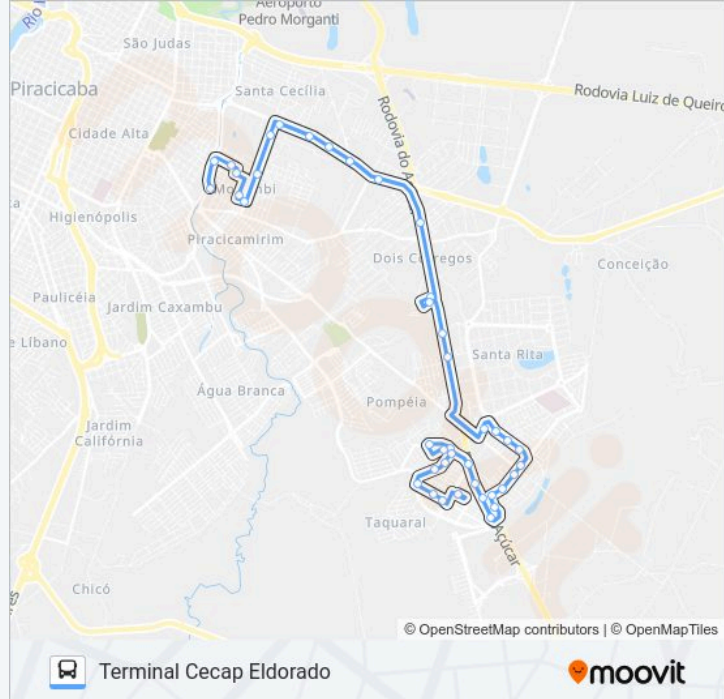 Aeroporto
Pedro Morganti
Rio
São Judas
Piracicaba
Santa Cecília
Rodovia Luiz de Queiro
Cidade Alta
Rodovia do A
Higienópolis
Piracicamirim
Dois
Conceição
Paulicéia
Jardim Caxambu
e Líbano
Santa Rita
Água Branca
Pompéia
Jardim
Califórnia
Taquaral
Açúcar
Chicó
© OpenStreetMap contributors | © OpenMapTiles
Terminal Cecap Eldorado
moovit